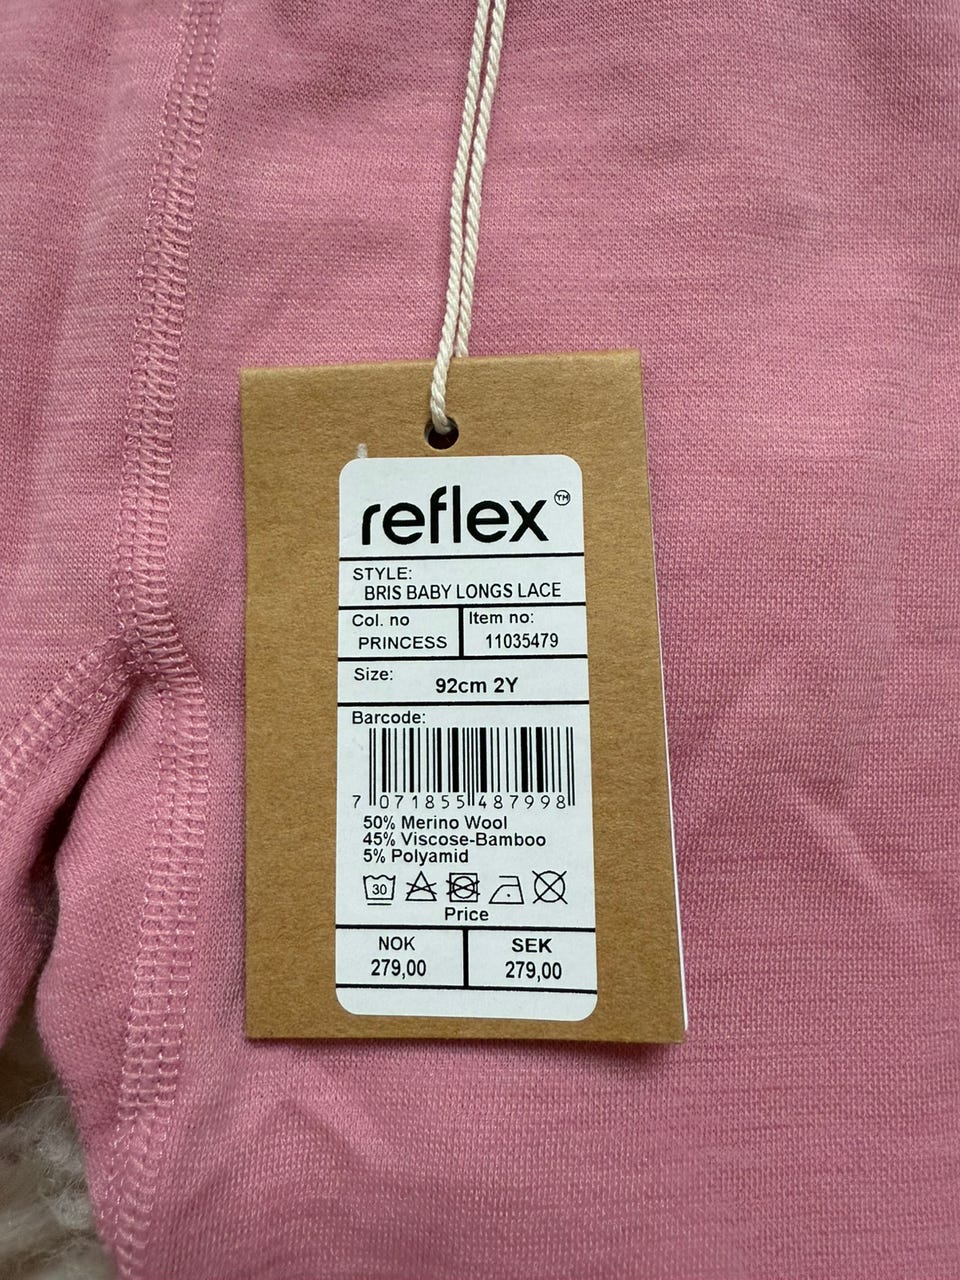 reflex™
STYLE:
BRIS BABY LONGS LACE
Col. no
PRINCESS
Item no:
11035479
Size:
92cm 2Y
Barcode:
7 071855 487998
50% Merino Wool
45% Viscose-Bamboo
5% Polyamid
30
Price
NOK
279,00
SEK
279,00